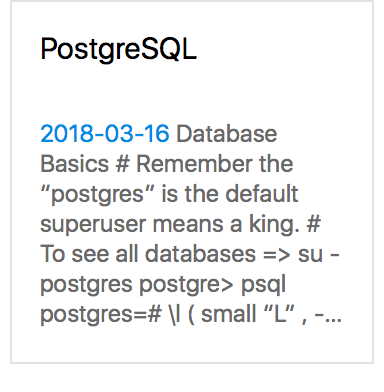 PostgreSQL
2018-03-16 Database
Basics # Remember the
“postgres” is the default
superuser means a king. #
To see all databases => su -
postgres postgre> psql
postgres=# \l ( small “L” , -...